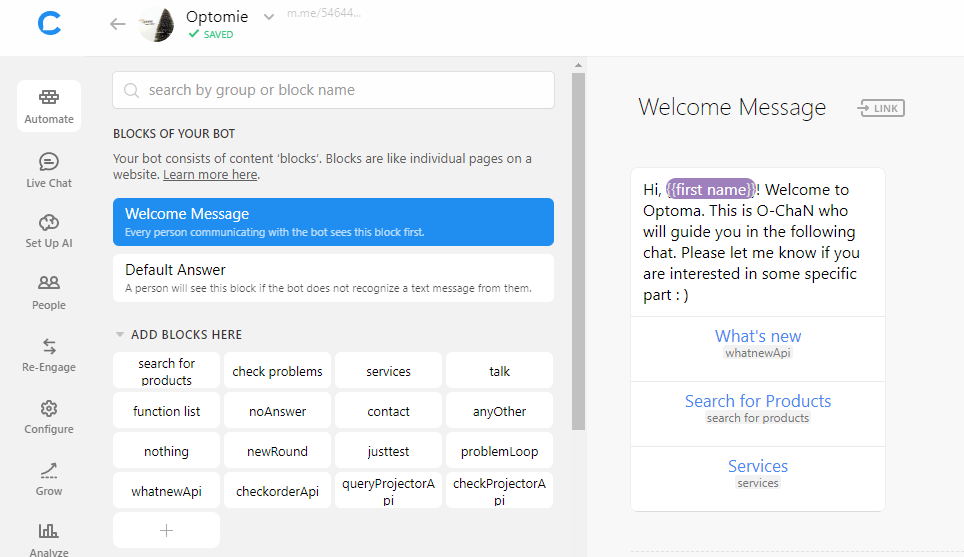 Optomie
m.me/54644...
SAVED
Automate
Live Chat
Set Up AI
People
Re-Engage
Configure
Grow
Analyze
search by group or block name
BLOCKS OF YOUR BOT
Your bot consists of content 'blocks'. Blocks are like individual pages on a
website. Learn more here.
Welcome Message
Every person communicating with the bot sees this block first.
Default Answer
A person will see this block if the bot does not recognize a text message from them.
ADD BLOCKS HERE
search for
products
check problems
services
talk
function list
noAnswer
contact
anyOther
nothing
newRound
justtest
problemLoop
whatnewApi
checkorderApi
queryProjectorA
pi
checkProjectorA
pi
Welcome Message
LINK
Hi, {{first name}}! Welcome to
Optoma. This is O-ChaN who
will guide you in the following
chat. Please let me know if you
are interested in some specific
part : )
What's new
whatnewApi
Search for Products
search for products
Services
services